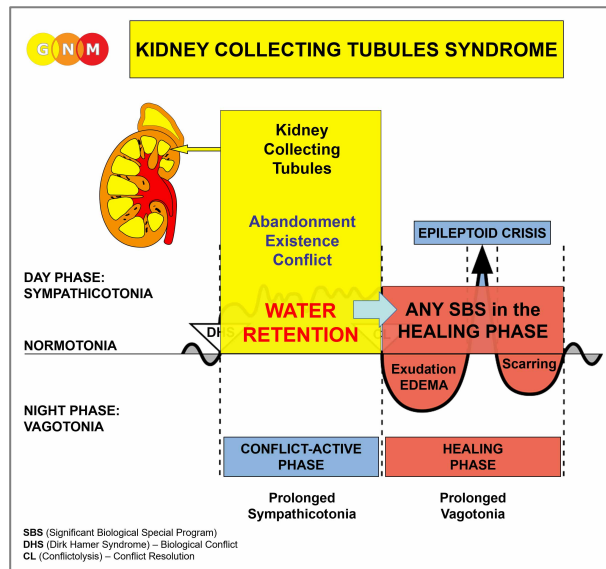 GNM
KIDNEY COLLECTING TUBULES SYNDROME
Kidney
Collecting
Tubules
Abandonment
Existence
Conflict
EPILEPTOID CRISIS
DAY PHASE:
SYMPATHICOTONIA
DHS
WATER
RETENTION
CL
ANY SBS in the
HEALING PHASE
NORMOTONIA
Exudation
EDEMA
Scarring
NIGHT PHASE:
VAGOTONIA
CONFLICT-ACTIVE
PHASE
HEALING
PHASE
Prolonged
Sympathicotonia
Prolonged
Vagotonia
SBS (Significant Biological Special Program)
DHS (Dirk Hamer Syndrome) – Biological Conflict
CL (Conflictolysis) – Conflict Resolution